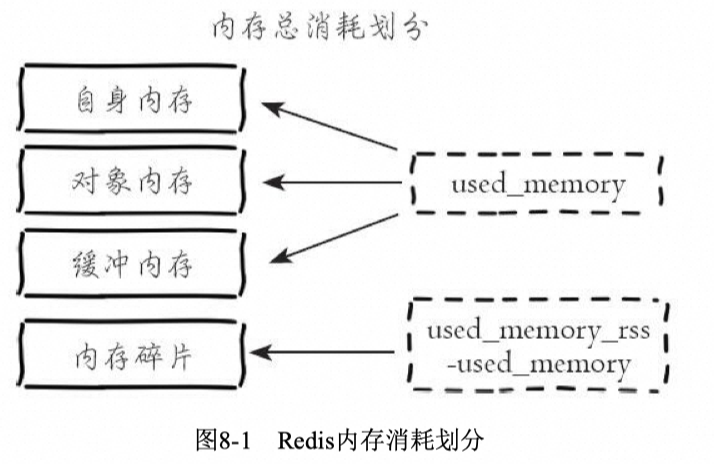 内存总消耗划分
自身内存
对象内存
used_memory
缓冲内存
内存碎片
used_memory_rss
-used_memory
图8-1 Redis内存消耗划分